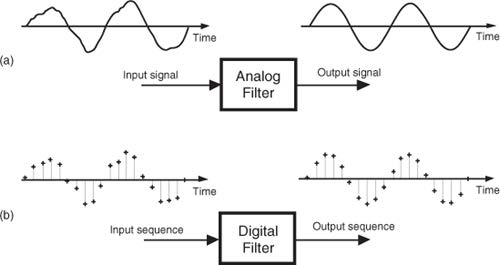 Time
Time
(a)
Input signal
Analog
Filter
Output signal
Time
Time
(b)
Input sequence
Digital
Filter
Output sequence